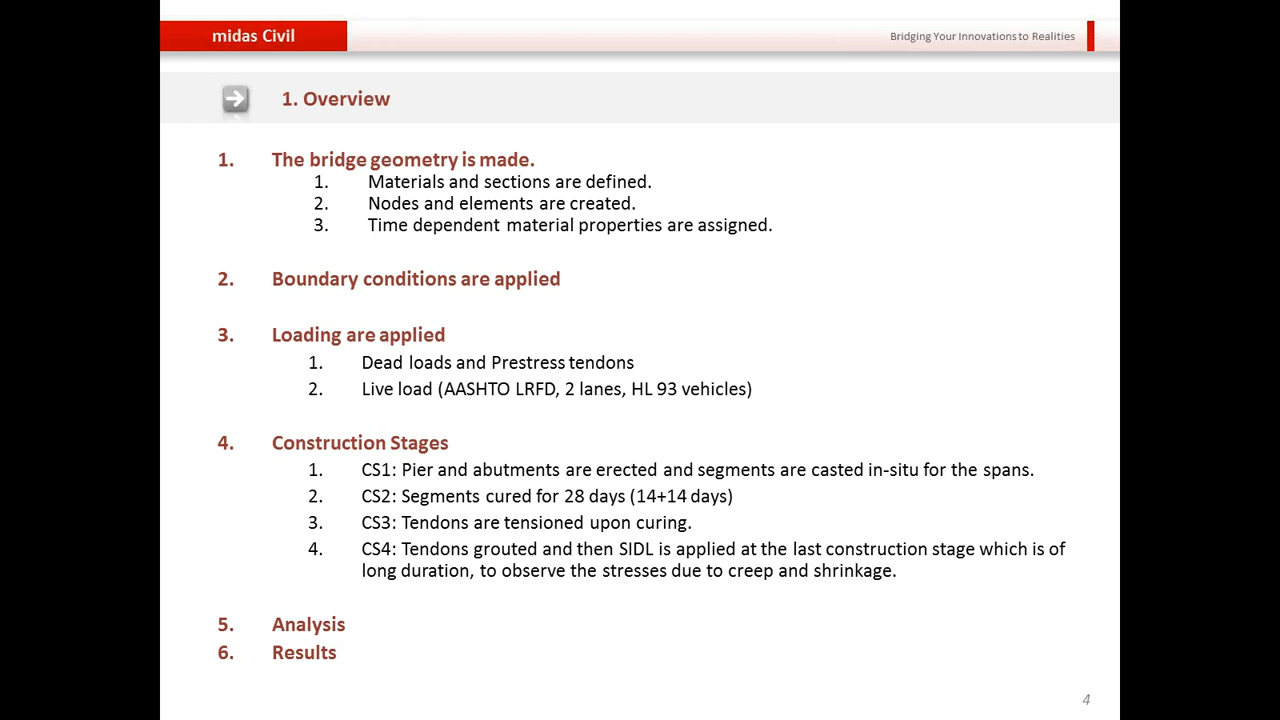 midas Civil
Bridging Your Innovations to Realities
1. Overview
1. The bridge geometry is made.
1. Materials and sections are defined.
2. Nodes and elements are created.
3. Time dependent material properties are assigned.
2. Boundary conditions are applied
3. Loading are applied
1. Dead loads and Prestress tendons
2. Live load (AASHTO LRFD, 2 lanes, HL 93 vehicles)
4. Construction Stages
1. CS1: Pier and abutments are erected and segments are casted in-situ for the spans.
2. CS2: Segments cured for 28 days (14+14 days)
3. CS3: Tendons are tensioned upon curing.
4. CS4: Tendons grouted and then SIDL is applied at the last construction stage which is of
long duration, to observe the stresses due to creep and shrinkage.
5. Analysis
6. Results
4